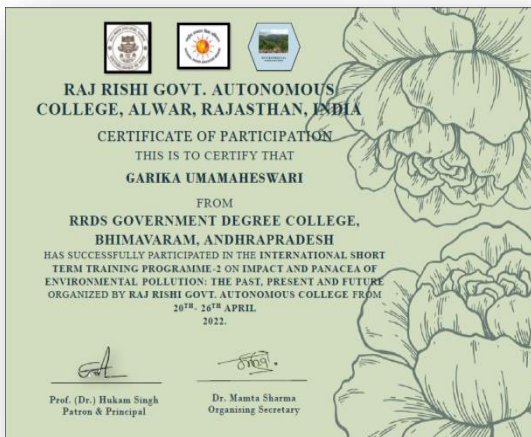 RAJ RISHI GOVT. AUTONOMOUS
COLLEGE, ALWAR, RAJASTHAN, INDIA
CERTIFICATE OF PARTICIPATION
THIS IS TO CERTIFY THAT
GARIKA UMAMAHESWARI
FROM
RRDS GOVERNMENT DEGREE COLLEGE,
BHIMAVARAM, ANDHRAPRADESH
HAS SUCCESSFULLY PARTICIPATED IN THE INTERNATIONAL SHORT
TERM TRAINING PROGRAMME-2 ON IMPACT AND PANACEA OF
ENVIRONMENTAL POLLUTION: THE PAST, PRESENT AND FUTURE
ORGANIZED BY RAJ RISHI GOVT. AUTONOMOUS COLLEGE FROM
20TH- 26TH APRIL
2022.
Prof. (Dr.) Hukam Singh
Patron & Principal
Dr. Mamta Sharma
Organising Secretary